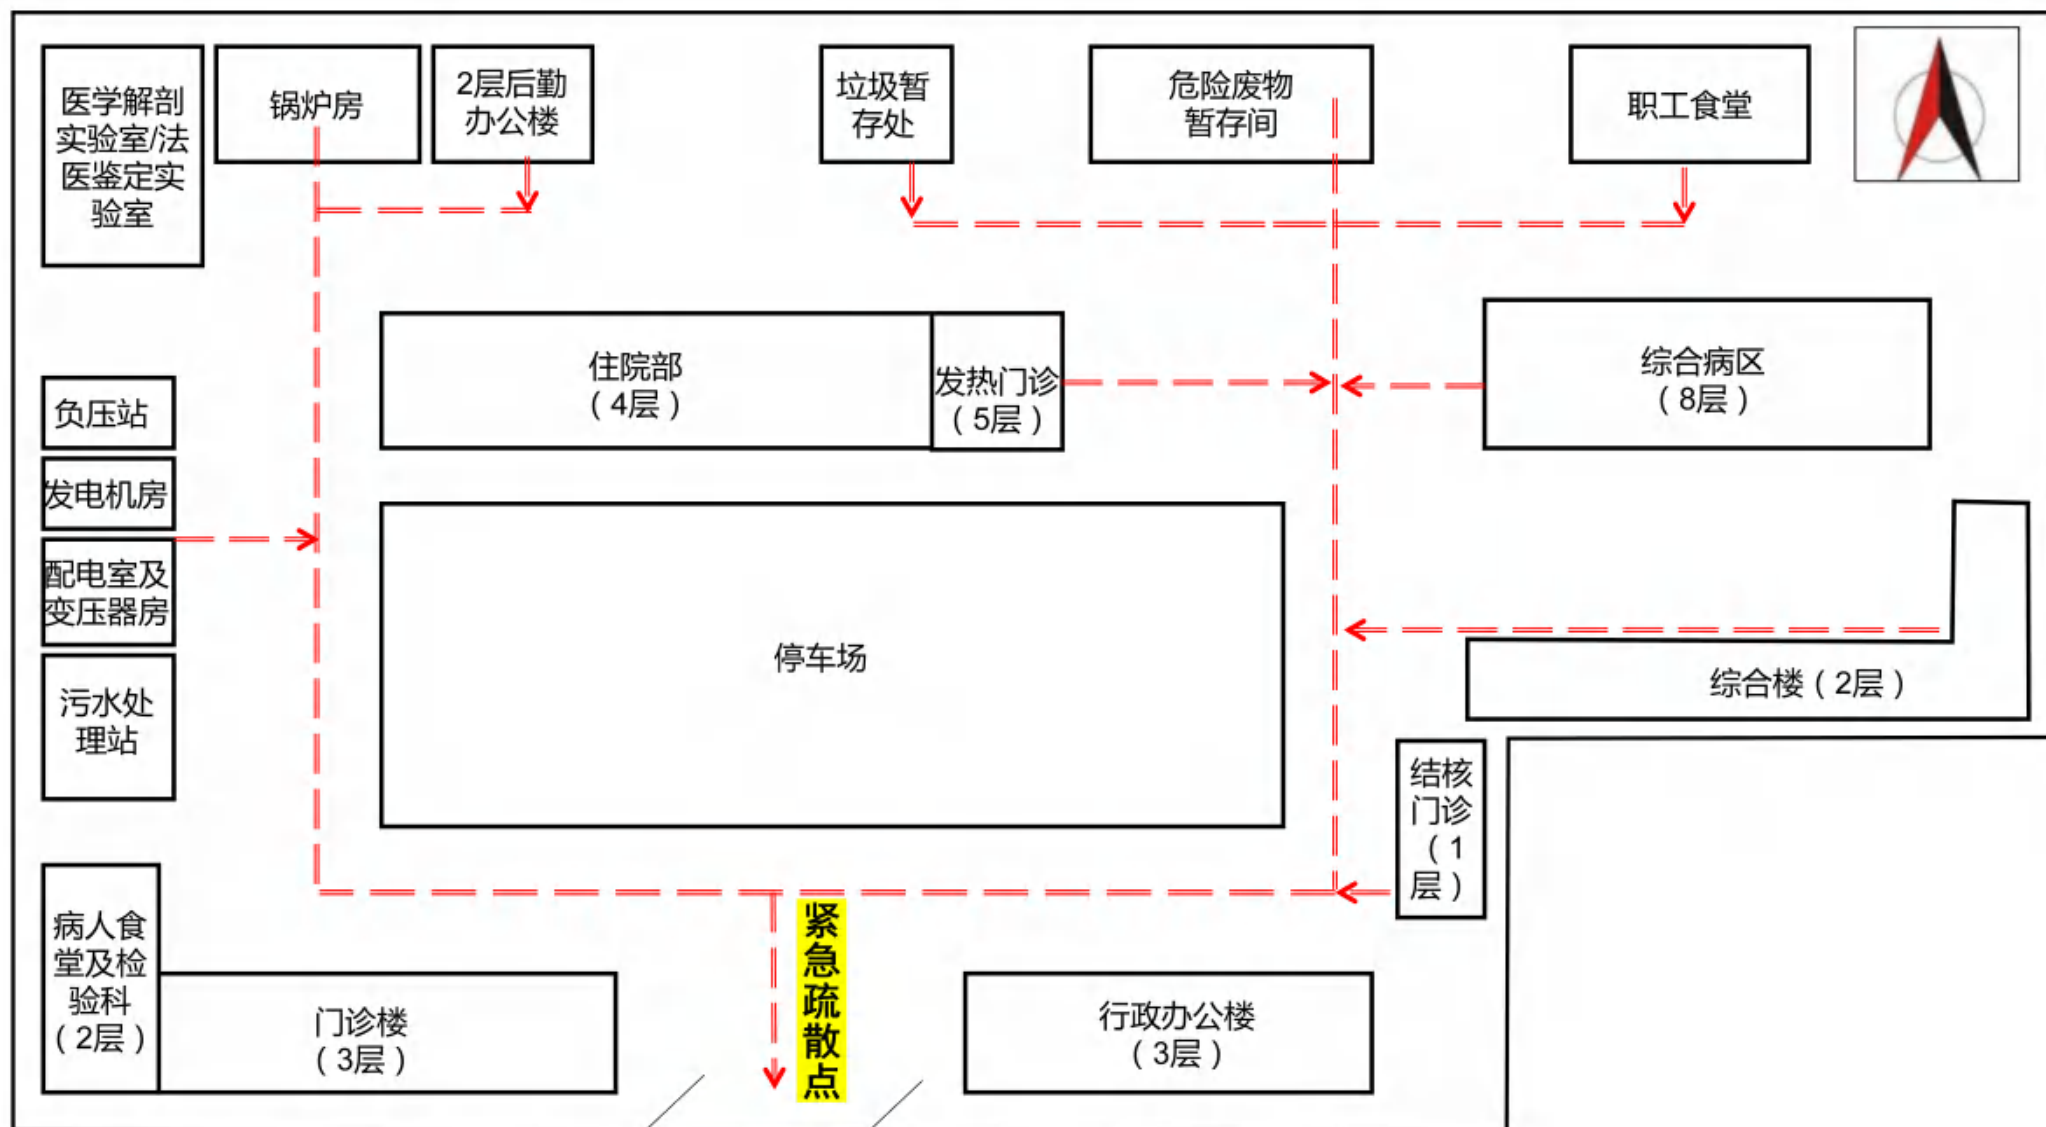 医学解剖
实验室/法
医鉴定实
验室
锅炉房
2层后勤
办公楼
垃圾暂
存处
危险废物
暂存间
职工食堂
住院部
（4层）
发热门诊
（5层）
综合病区
（8层）
负压站
发电机房
配电室及
变压器房
污水处
理站
停车场
综合楼（2层）
结核
门诊
（1
层）
病人食
堂及检
验科
（2层）
门诊楼
（3层）
紧
急
疏
散
点
行政办公楼
（3层）